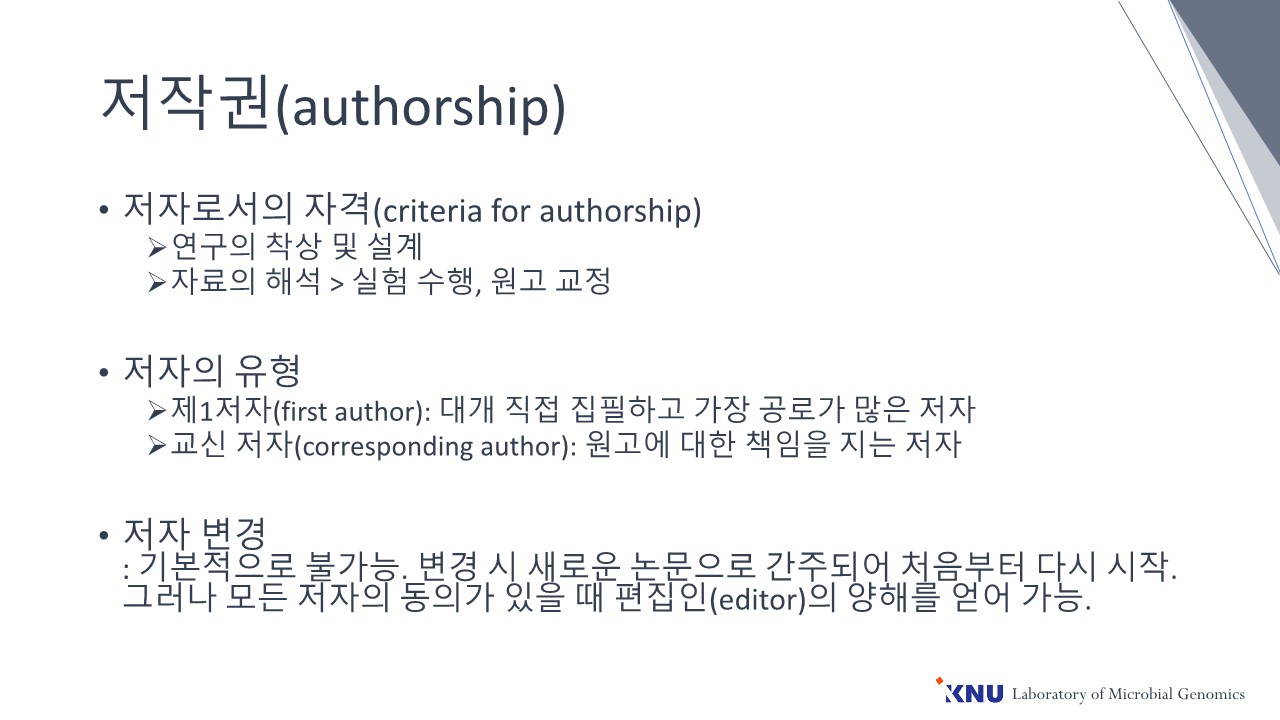 저작권(authorship)
• 저자로서의 자격(criteria for authorship)
➢연구의 착상 및 설계
➢자료의 해석 > 실험 수행, 원고 교정
• 저자의 유형
➢제1저자(first author): 대개 직접 집필하고 가장 공로가 많은 저자
➢교신 저자(corresponding author): 원고에 대한 책임을 지는 저자
• 저자 변경
: 기본적으로 불가능. 변경 시 새로운 논문으로 간주되어 처음부터 다시 시작.
그러나 모든 저자의 동의가 있을 때 편집인(editor)의 양해를 얻어 가능.
KNU Laboratory of Microbial Genomics